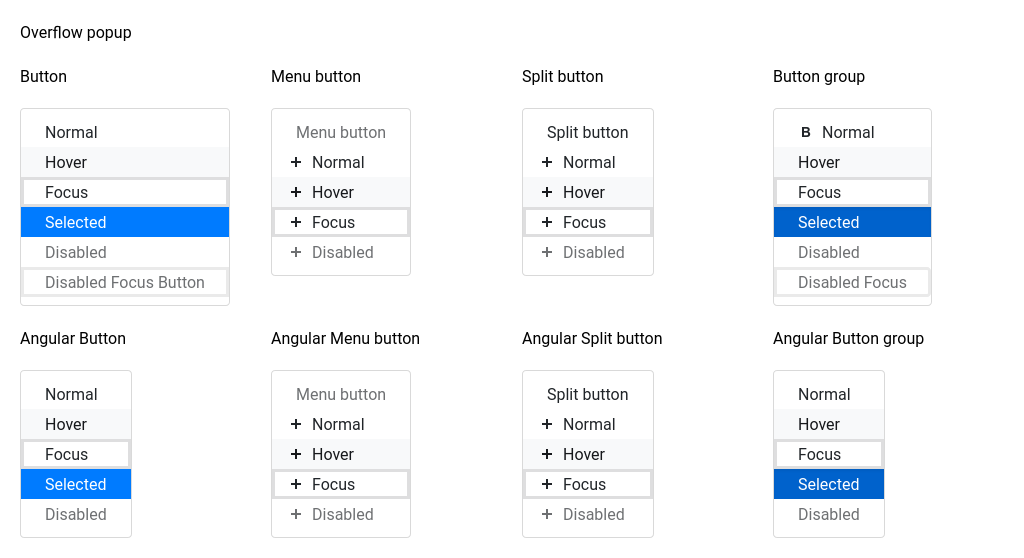 Overflow popup
Button
Menu button
Split button
Button group
Normal
Hover
Focus
Selected
Disabled
Disabled Focus Button
Menu button
Normal
Hover
Focus
Disabled
Split button
Normal
Hover
Focus
Disabled
B Normal
Hover
Focus
Selected
Disabled
Disabled Focus
Angular Button
Angular Menu button
Angular Split button
Angular Button group
Normal
Hover
Focus
Selected
Disabled
Menu button
Normal
Hover
Focus
Disabled
Split button
Normal
Hover
Focus
Disabled
Normal
Hover
Focus
Selected
Disabled